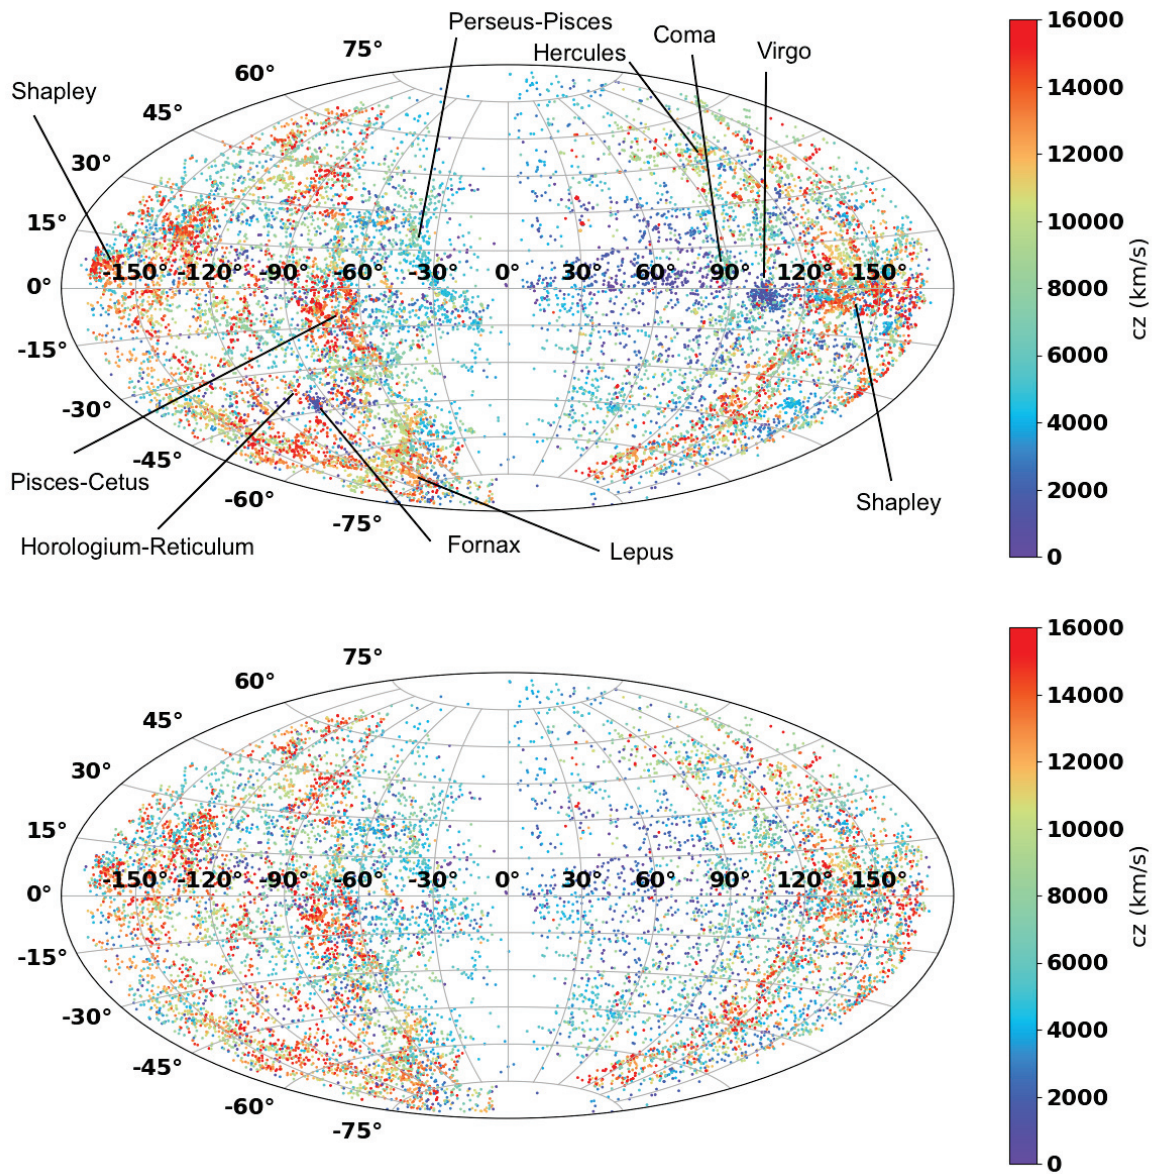 Perseus-Pisces
Hercules
Coma
Virgo
Shapley
75°
60°
45°
30°
15°
0°
-15°
-30°
-45°
-60°
-75°
-150° -120° -90° -60° -30° 0° 30° 60° 90° 120° 150°
Pisces-Cetus
Horologium-Reticulum
Fornax
Lepus
Shapley
16000
14000
12000
10000
8000
6000
4000
2000
0
cz (km/s)
75°
60°
45°
30°
15°
0°
-15°
-30°
-45°
-60°
-75°
-150° -120° -90° -60° -30° 0° 30° 60° 90° 120° 150°
16000
14000
12000
10000
8000
6000
4000
2000
0
cz (km/s)